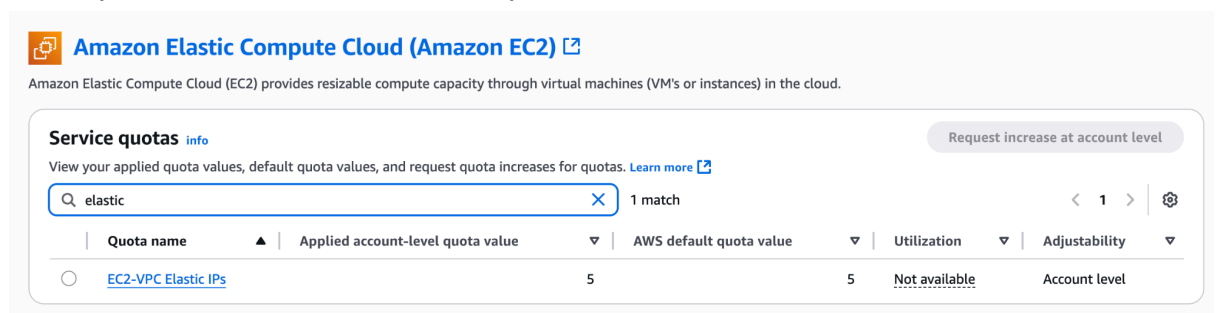 Amazon Elastic Compute Cloud (Amazon EC2)
Amazon Elastic Compute Cloud (EC2) provides resizable compute capacity through virtual machines (VM's or instances) in the cloud.
Service quotas info
Request increase at account level
View your applied quota values, default quota values, and request quota increases for quotas. Learn more
elastic
1 match
1
Quota name Applied account-level quota value AWS default quota value Utilization Adjustability
EC2-VPC Elastic IPs 5 5 Not available Account level